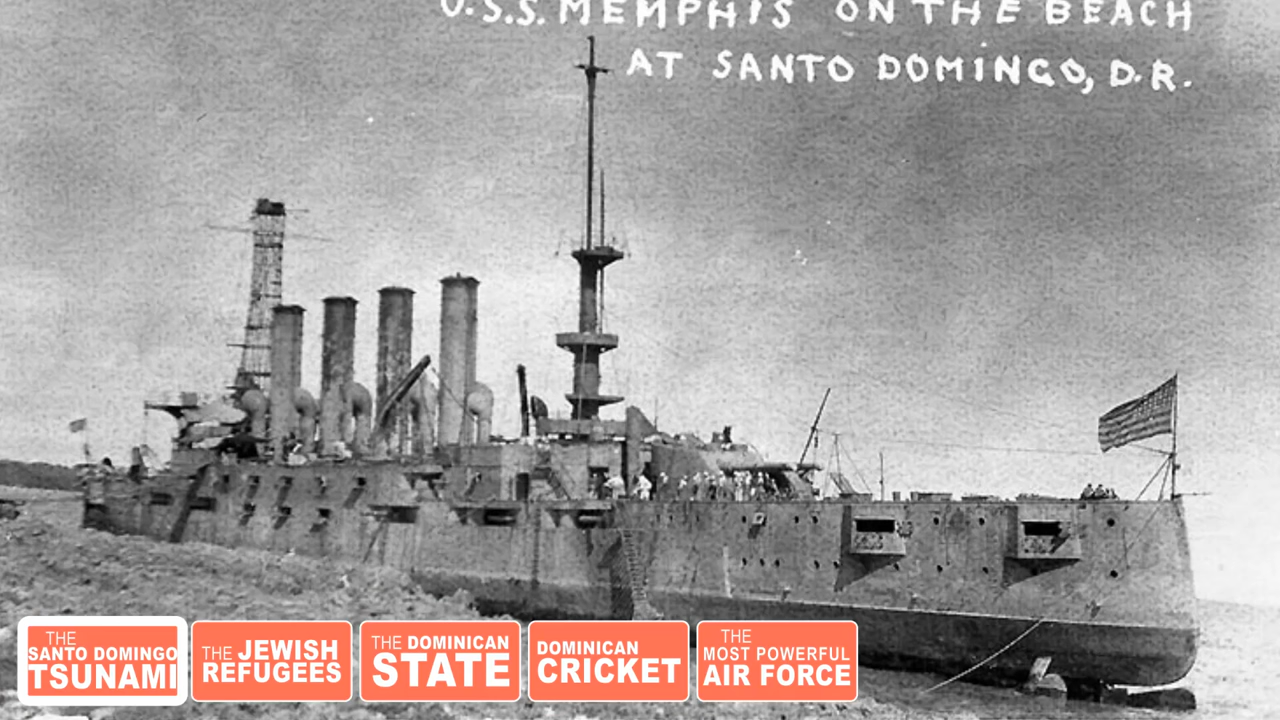 U.S.S. MEMPHIS ON THE BEACH
AT SANTO DOMINGO, D.R.
THE
SANTO DOMINGO
TSUNAMI
THE JEWISH
REFUGEES
THE DOMINICAN
STATE
DOMINICAN
CRICKET
THE
MOST POWERFUL
AIR FORCE